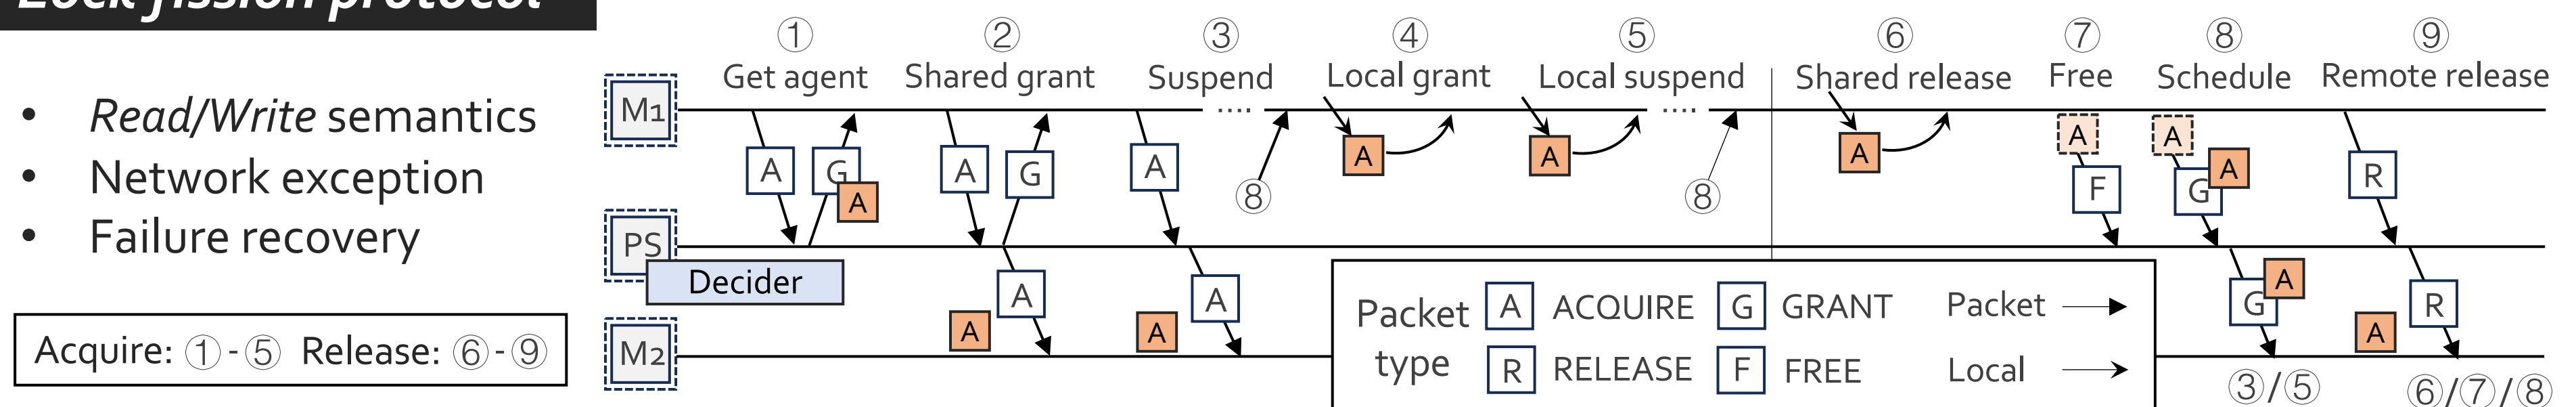 Lock fission protocol
• Read/Write semantics
• Network exception
• Failure recovery
Acquire: ①-⑤ Release: ⑥-⑨
① ② ③ ④ ⑤ ⑥ ⑦ ⑧ ⑨
Get agent Shared grant Suspend Local grant Local suspend Shared release Free Schedule Remote release
M1 .... ....
A G A A G A ⑧ A A ⑧ A A F A G A R
PS
Decider
A A A A G A A R
M2
Packet type
A ACQUIRE G GRANT Packet
R RELEASE F FREE Local
③/⑤ ⑥/⑦/⑧